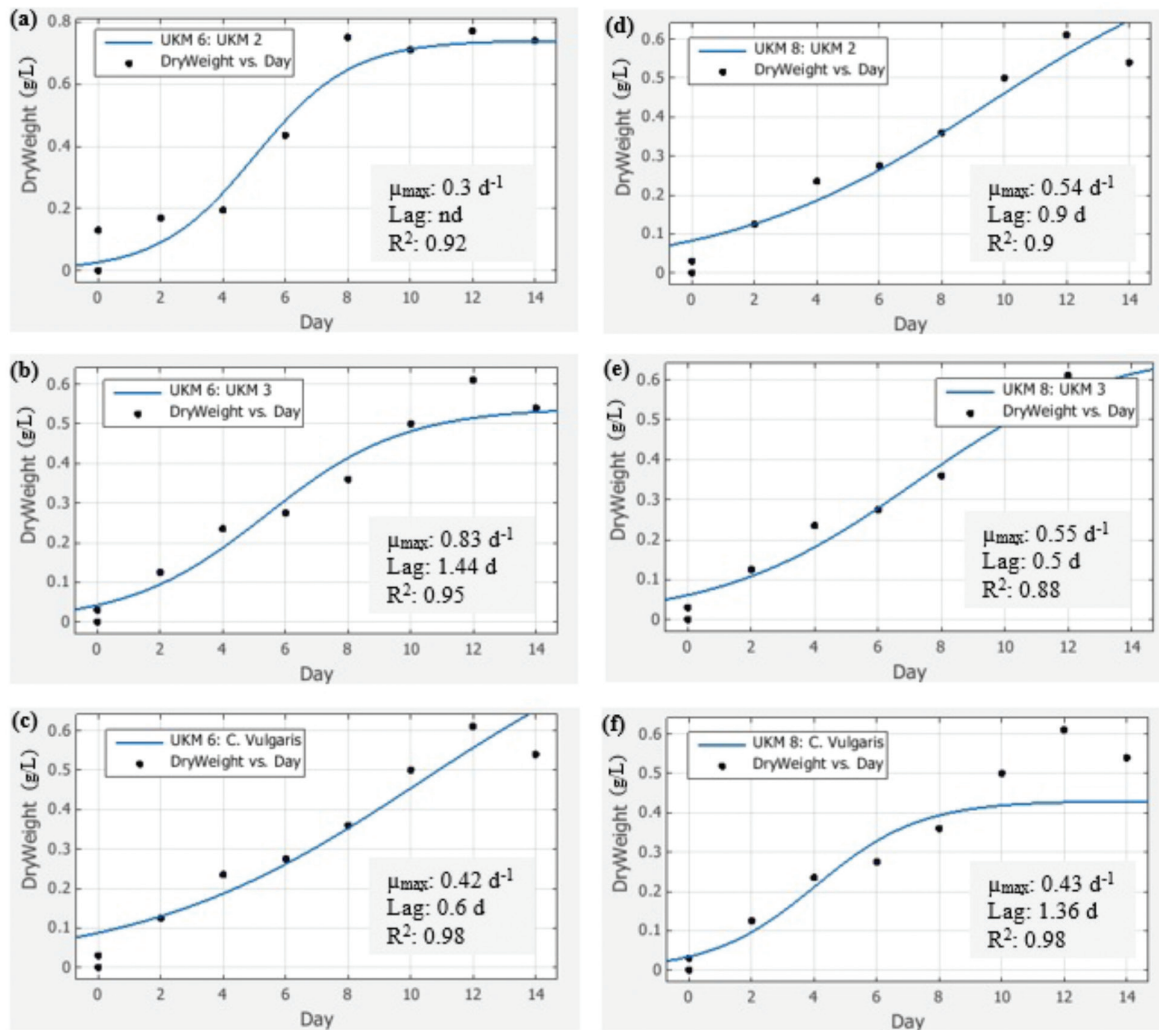 (a)
UKM 6: UKM 2
DryWeight vs. Day
DryWeight (g/L)
0.8
0.6
0.4
0.2
0
μmax: 0.3 d-1
Lag: nd
R2: 0.92
0 2 4 6 8 10 12 14
Day
(b)
UKM 6: UKM 3
DryWeight vs. Day
DryWeight (g/L)
0.6
0.5
0.4
0.3
0.2
0.1
0
μmax: 0.83 d-1
Lag: 1.44 d
R2: 0.95
0 2 4 6 8 10 12 14
Day
(c)
UKM 6: C. Vulgaris
DryWeight vs. Day
DryWeight (g/L)
0.6
0.5
0.4
0.3
0.2
0.1
0
μmax: 0.42 d-1
Lag: 0.6 d
R2: 0.98
0 2 4 6 8 10 12 14
Day
(d)
UKM 8: UKM 2
DryWeight vs. Day
DryWeight (g/L)
0.6
0.5
0.4
0.3
0.2
0.1
0
μmax: 0.54 d-1
Lag: 0.9 d
R2: 0.9
0 2 4 6 8 10 12 14
Day
(e)
UKM 8: UKM 3
DryWeight vs. Day
DryWeight (g/L)
0.6
0.5
0.4
0.3
0.2
0.1
0
μmax: 0.55 d-1
Lag: 0.5 d
R2: 0.88
0 2 4 6 8 10 12 14
Day
(f)
UKM 8: C. Vulgaris
DryWeight vs. Day
DryWeight (g/L)
0.6
0.5
0.4
0.3
0.2
0.1
0
μmax: 0.43 d-1
Lag: 1.36 d
R2: 0.98
0 2 4 6 8 10 12 14
Day